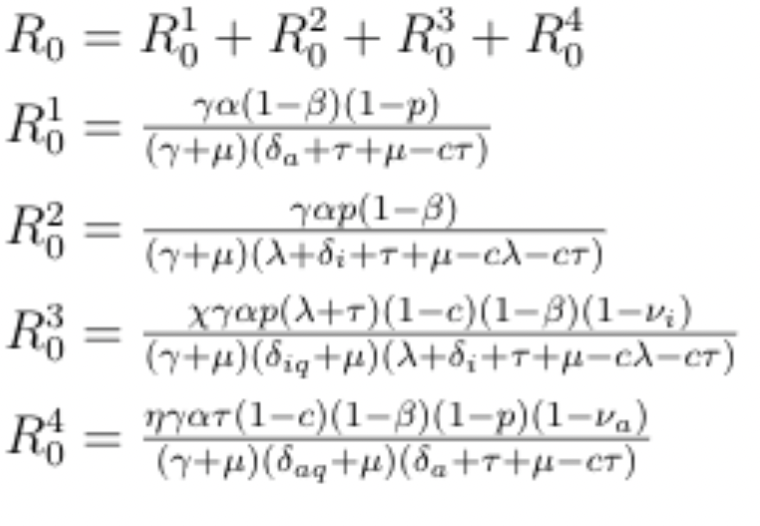 R_0 = R_0^1 + R_0^2 + R_0^3 + R_0^4
R_0^1 = \frac{\gamma\alpha(1-\beta)(1-p)}{(\gamma+\mu)(\delta_a+\tau+\mu-c\tau)}
R_0^2 = \frac{\gamma\alpha p(1-\beta)}{(\gamma+\mu)(\lambda+\delta_i+\tau+\mu-c\lambda-c\tau)}
R_0^3 = \frac{\chi\gamma\alpha p(\lambda+\tau)(1-c)(1-\beta)(1-\nu_i)}{(\gamma+\mu)(\delta_{iq}+\mu)(\lambda+\delta_i+\tau+\mu-c\lambda-c\tau)}
R_0^4 = \frac{\eta\gamma\alpha\tau(1-c)(1-\beta)(1-p)(1-\nu_a)}{(\gamma+\mu)(\delta_{aq}+\mu)(\delta_a+\tau+\mu-c\tau)}